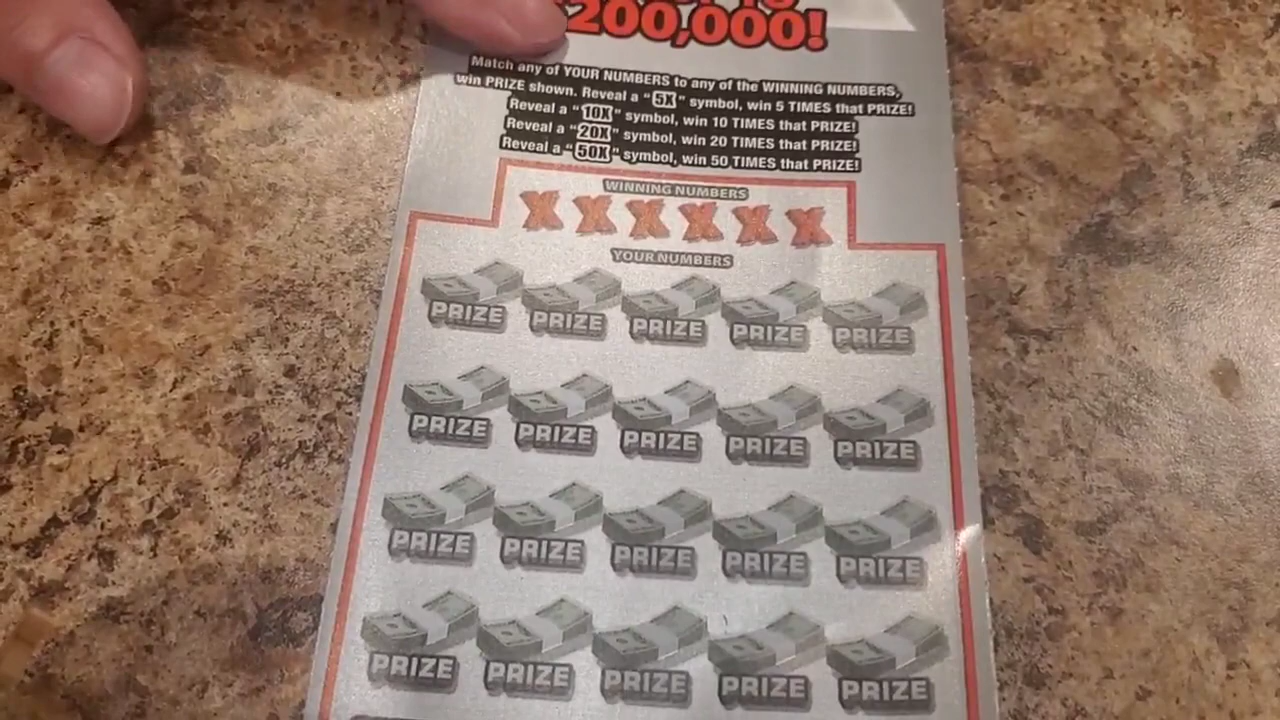 200,000!
Match any of YOUR NUMBERS to any of the WINNING NUMBERS,
win PRIZE shown. Reveal a "5X" symbol, win 5 TIMES that PRIZE!
Reveal a "10X" symbol, win 10 TIMES that PRIZE!
Reveal a "20X" symbol, win 20 TIMES that PRIZE!
Reveal a "50X" symbol, win 50 TIMES that PRIZE!
WINNING NUMBERS
X X X X X X
YOUR NUMBERS
PRIZE PRIZE PRIZE PRIZE PRIZE
PRIZE PRIZE PRIZE PRIZE PRIZE
PRIZE PRIZE PRIZE PRIZE PRIZE
PRIZE PRIZE PRIZE PRIZE PRIZE